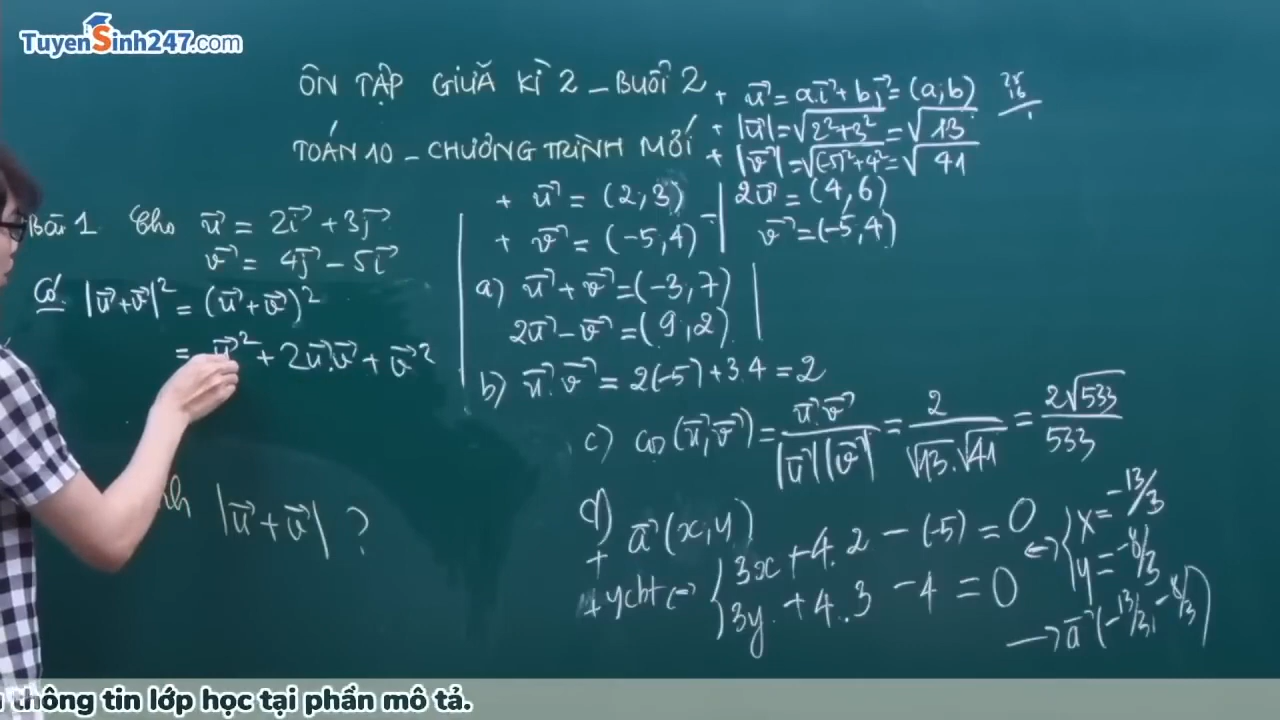 TuyenSinh247.com
ÔN TẬP GIỮA KÌ 2 - BUỔI 2
TOÁN 10 - CHƯƠNG TRÌNH MỚI
+ u⃗ = ai⃗ + bj⃗ = (a;b)
+ |u⃗| = √(2²+3²) = √13
+ |v⃗| = √((-5)²+4²) = √41
Bài 1 Cho u⃗ = 2i⃗ + 3j⃗
v⃗ = 4j⃗ - 5i⃗
Có |u⃗+v⃗|² = (u⃗+v⃗)²
= u⃗² + 2u⃗.v⃗ + v⃗²
|u⃗+v⃗| ?
+ u⃗ = (2;3)
+ v⃗ = (-5,4)
2u⃗ = (4,6)
v⃗ = (-5,4)
a) u⃗+v⃗ = (-3,7)
2u⃗-v⃗ = (9,2)
b) u⃗.v⃗ = 2(-5)+3.4 = 2
c) cos(u⃗,v⃗) = u⃗.v⃗/|u⃗||v⃗| = 2/√13.√41 = 2√533/533
d)
+ a⃗(x,y)
+ ycbt ⇔ { 3x + 4.2 - (-5) = 0 ⇔ { x = -13/3
3y + 4.3 - 4 = 0 y = -8/3
→ a⃗(-13/3, -8/3)
thông tin lớp học tại phần mô tả.